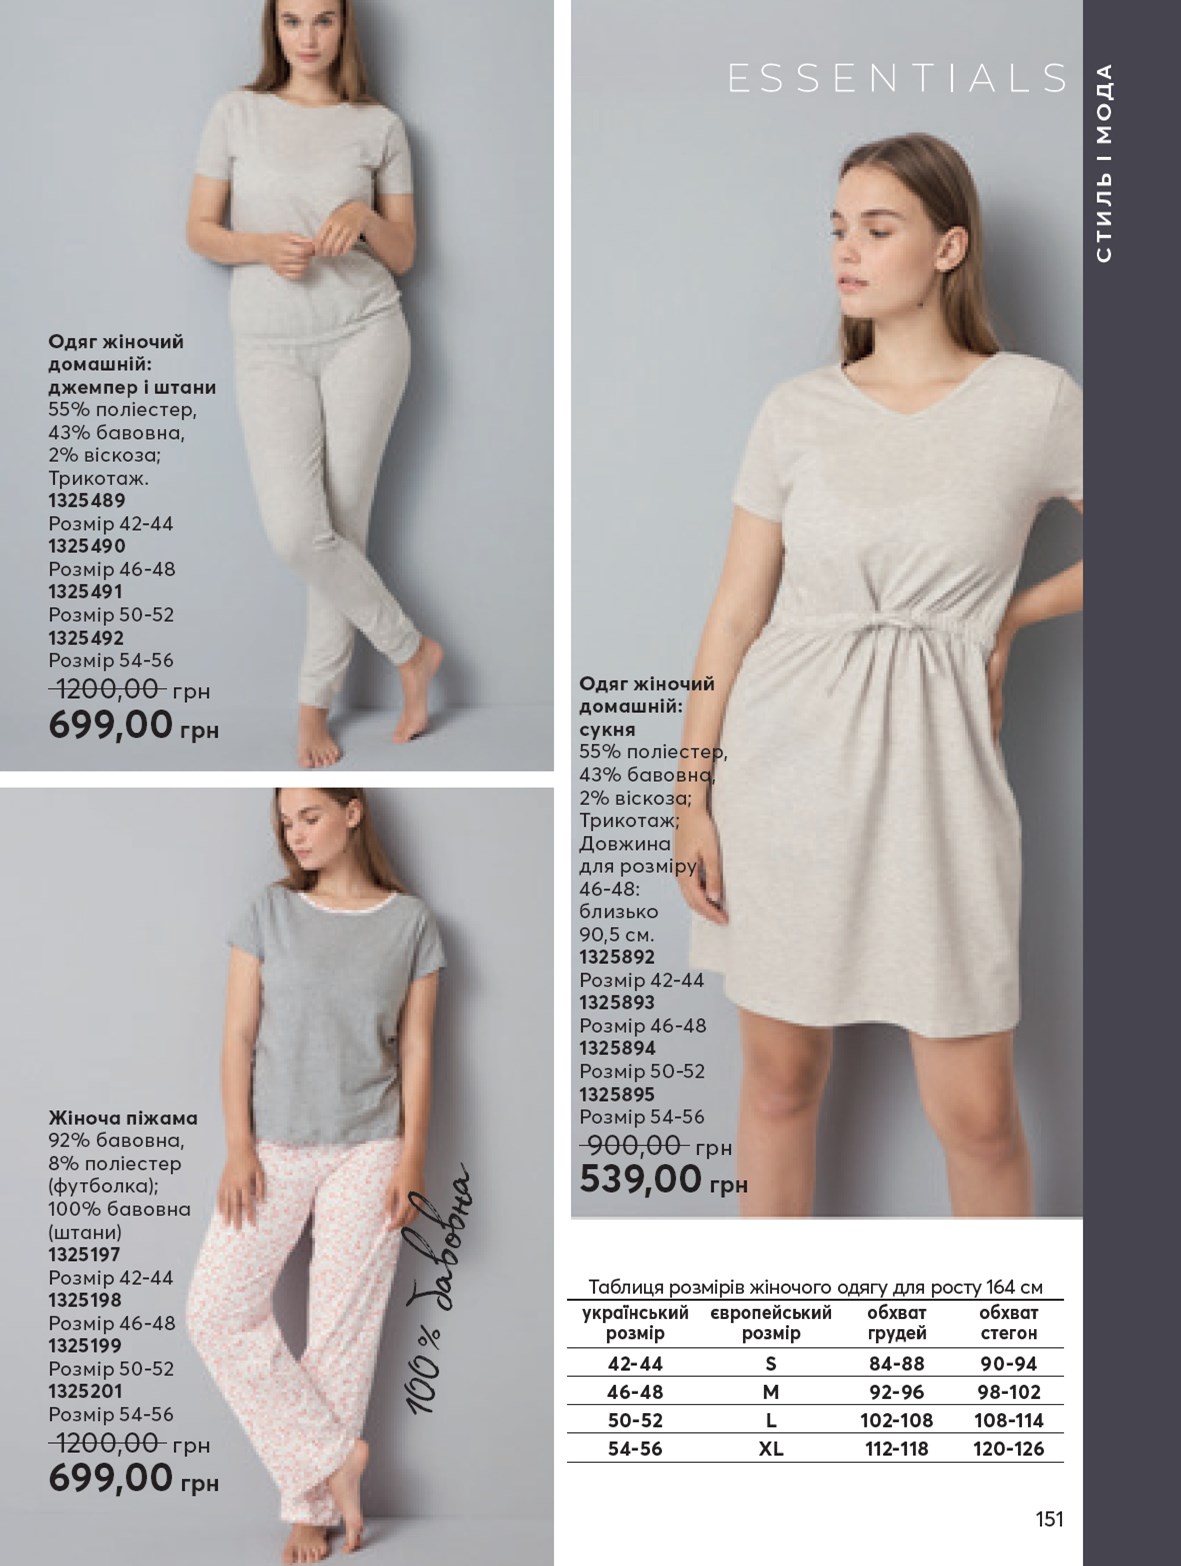 ESSENTIALS
СТИЛЬ І МОДА
Одяг жіночий
домашній:
джемпер і штани
55% поліестер,
43% бавовна,
2% віскоза;
Трикотаж.
1325489
Розмір 42-44
1325490
Розмір 46-48
1325491
Розмір 50-52
1325492
Розмір 54-56
1200,00 грн
699,00 грн
Одяг жіночий
домашній:
сукня
55% поліестер,
43% бавовна,
2% віскоза;
Трикотаж;
Довжина
для розміру
46-48:
близько
90,5 см.
1325892
Розмір 42-44
1325893
Розмір 46-48
1325894
Розмір 50-52
1325895
Розмір 54-56
900,00 грн
539,00 грн
Жіноча піжама
92% бавовна,
8% поліестер
(футболка);
100% бавовна
(штани)
1325197
Розмір 42-44
1325198
Розмір 46-48
1325199
Розмір 50-52
1325201
Розмір 54-56
1200,00 грн
699,00 грн
100% бавовна
Таблиця розмірів жіночого одягу для росту 164 см
український європейський обхват обхват
розмір розмір грудей стегон
42-44 S 84-88 90-94
46-48 M 92-96 98-102
50-52 L 102-108 108-114
54-56 XL 112-118 120-126
151